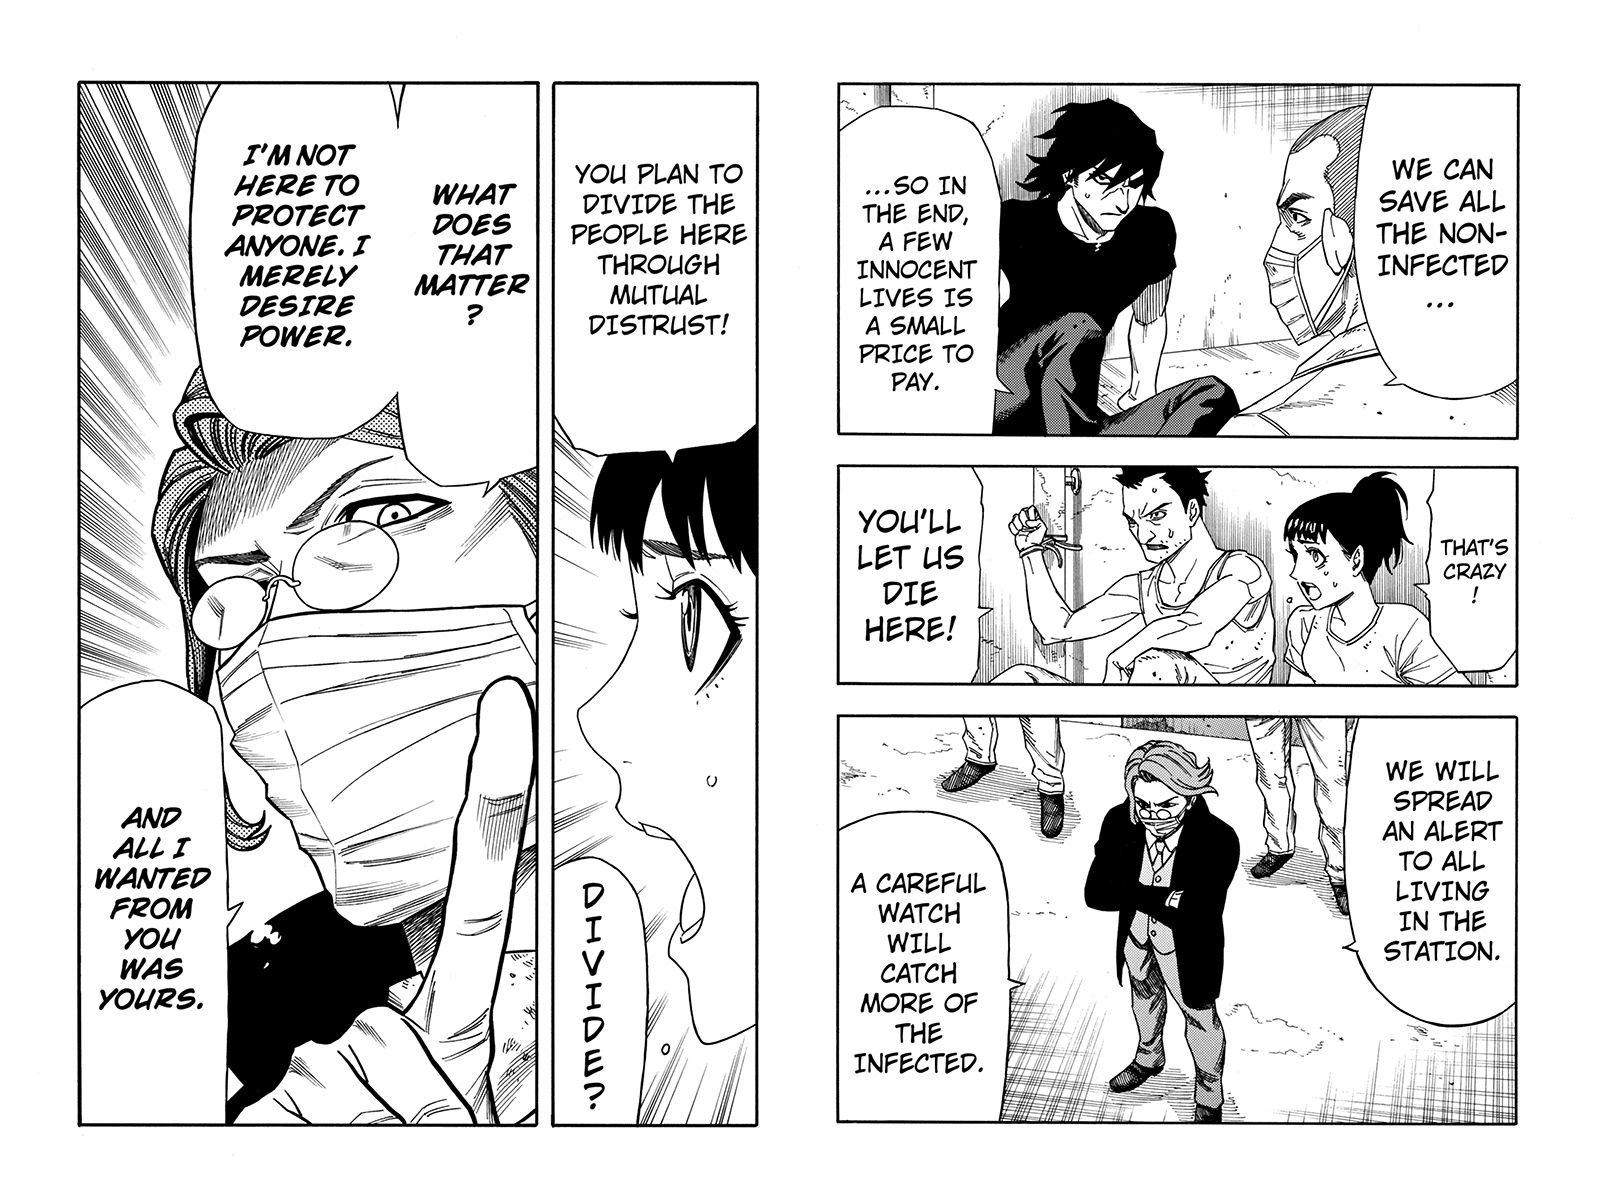 WE CAN
SAVE ALL
THE NON-
INFECTED
...
...SO IN
THE END,
A FEW
INNOCENT
LIVES IS
A SMALL
PRICE TO
PAY.
THAT'S
CRAZY
!
YOU'LL
LET US
DIE
HERE!
WE WILL
SPREAD
AN ALERT
TO ALL
LIVING
IN THE
STATION.
A CAREFUL
WATCH
WILL
CATCH
MORE OF
THE
INFECTED.
YOU PLAN TO
DIVIDE THE
PEOPLE HERE
THROUGH
MUTUAL
DISTRUST!
DIVIDE?
WHAT
DOES
THAT
MATTER
?
I'M NOT
HERE TO
PROTECT
ANYONE. I
MERELY
DESIRE
POWER.
AND
ALL I
WANTED
FROM
YOU
WAS
YOURS.